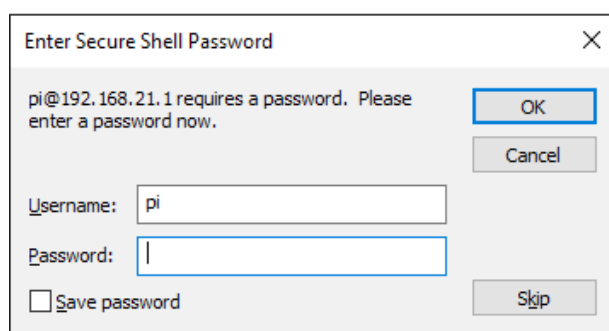 Enter Secure Shell Password
pi@192.168.21.1 requires a password. Please
enter a password now.
OK
Cancel
Username: pi
Password:
Save password
Skip